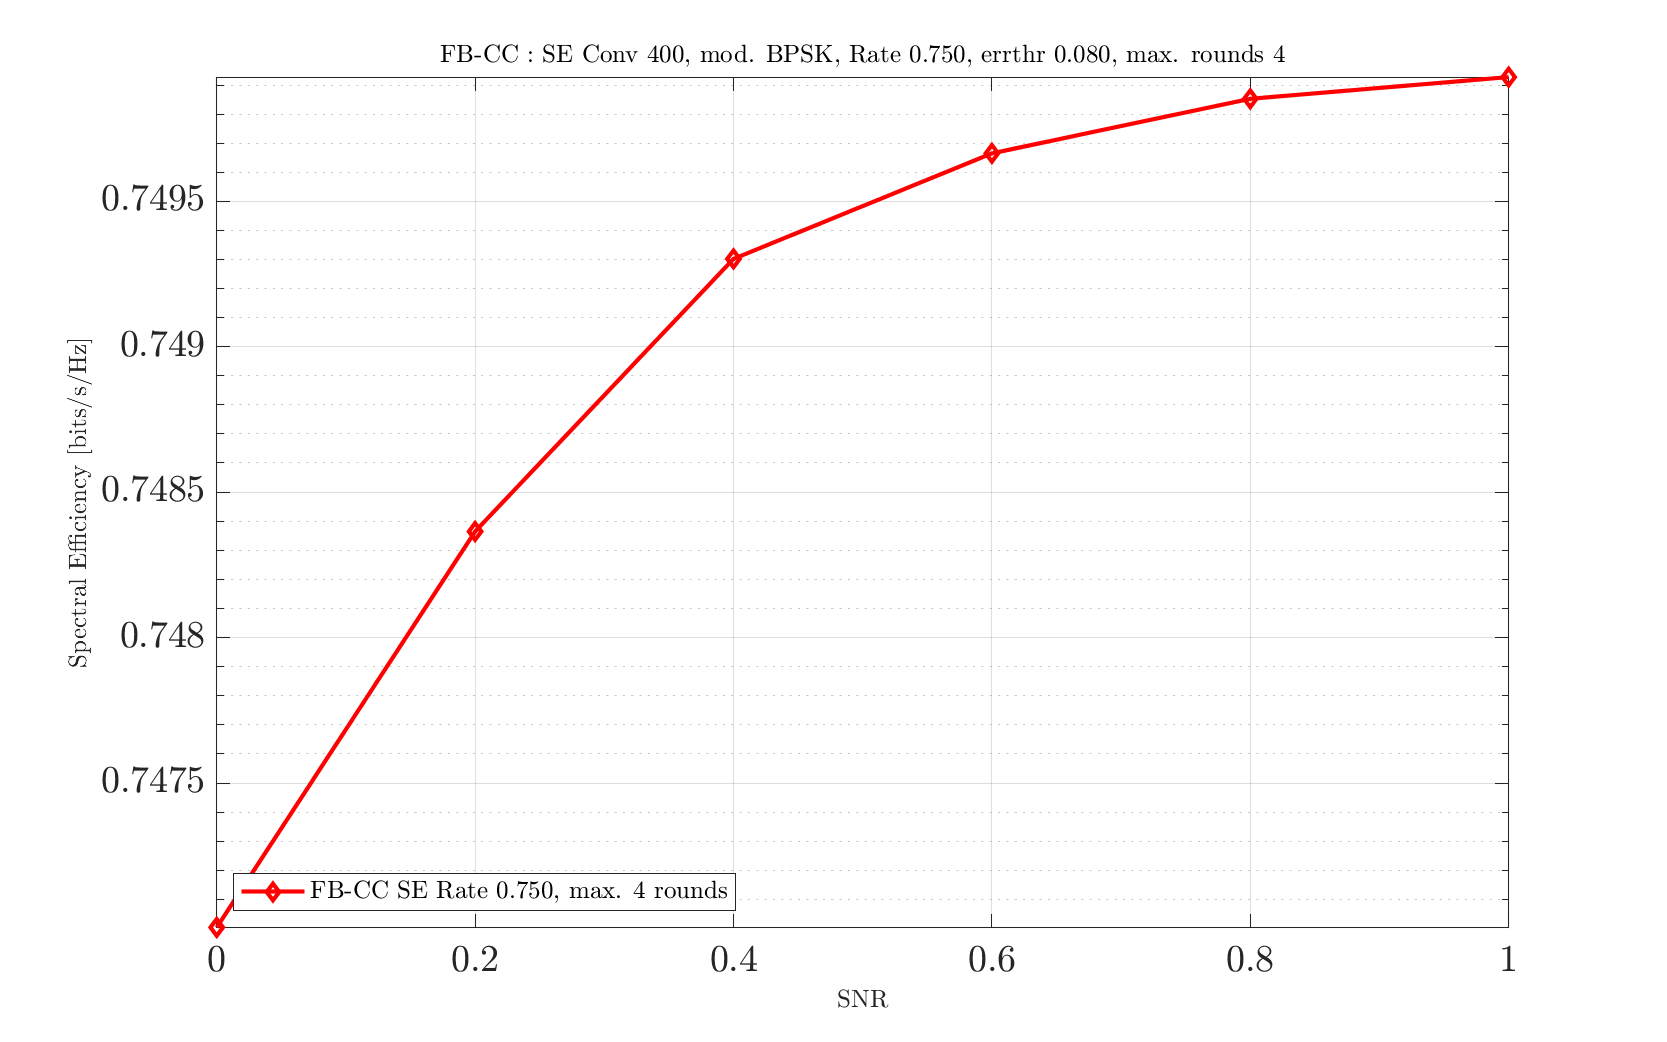 FB-CC : SE Conv 400, mod. BPSK, Rate 0.750, errthr 0.080, max. rounds 4
Spectral Efficiency [bits/s/Hz]
0.7495
0.749
0.7485
0.748
0.7475
FB-CC SE Rate 0.750, max. 4 rounds
0 0.2 0.4 0.6 0.8 1
SNR